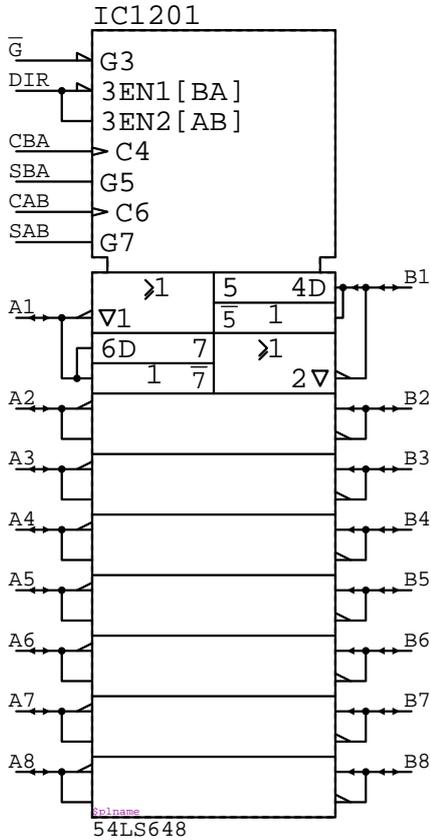 IC1201
G G3
DIR 3EN1[BA]
3EN2[AB]
CBA C4
SBA G5
CAB C6
SAB G7
≥1 5 4D B1
A1 ▽1 5 1
6D 7 ≥1
1 7 2▽
A2 B2
A3 B3
A4 B4
A5 B5
A6 B6
A7 B7
A8 B8
$plname
54LS648